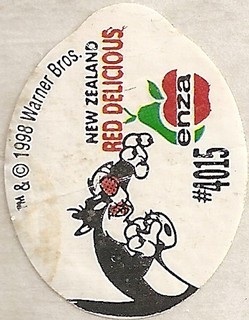 ™ & © 1998 Warner Bros.
NEW ZEALAND
RED DELICIOUS
enza
#4015